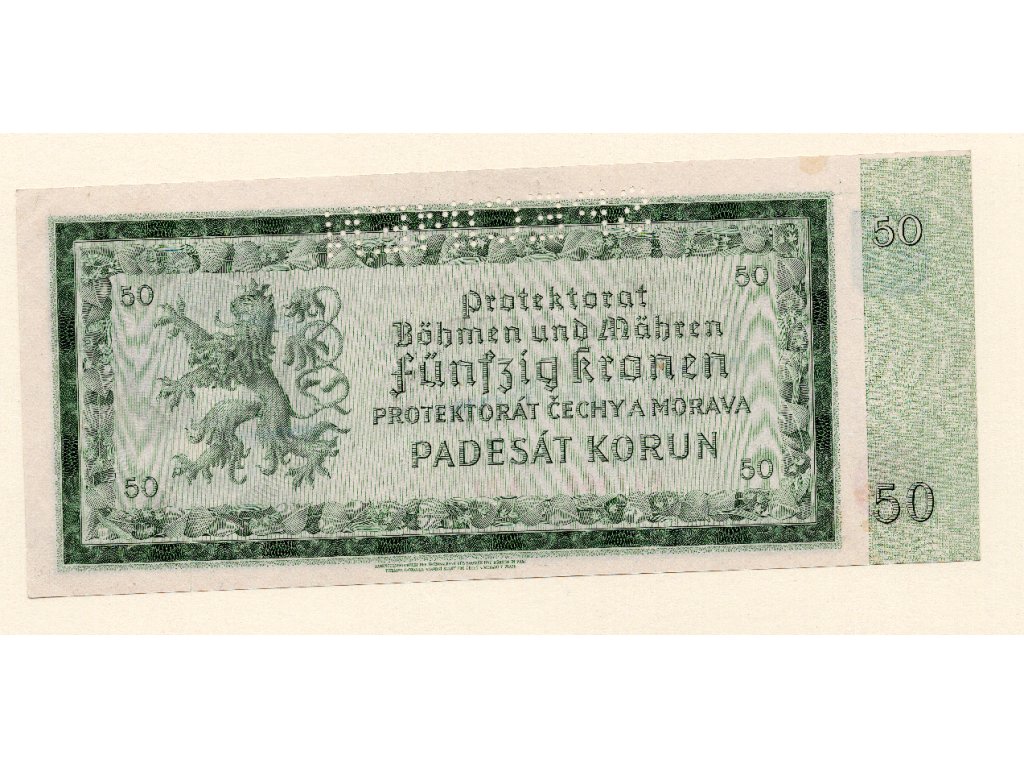 50
50
50
Protektorat
Böhmen und Mähren
Fünfzig Kronen
PROTEKTORÁT ČECHY A MORAVA
PADESÁT KORUN
50
50
50